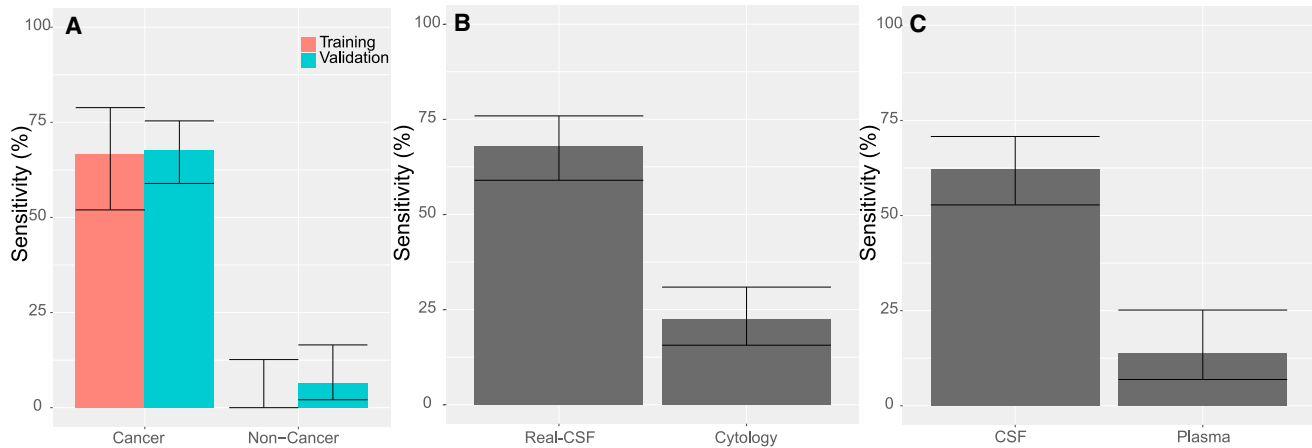 A
Sensitivity (%)
100
75
50
25
0
Training
Validation
Cancer
Non-Cancer
B
Sensitivity (%)
100
75
50
25
0
Real-CSF
Cytology
C
Sensitivity (%)
100
75
50
25
0
CSF
Plasma